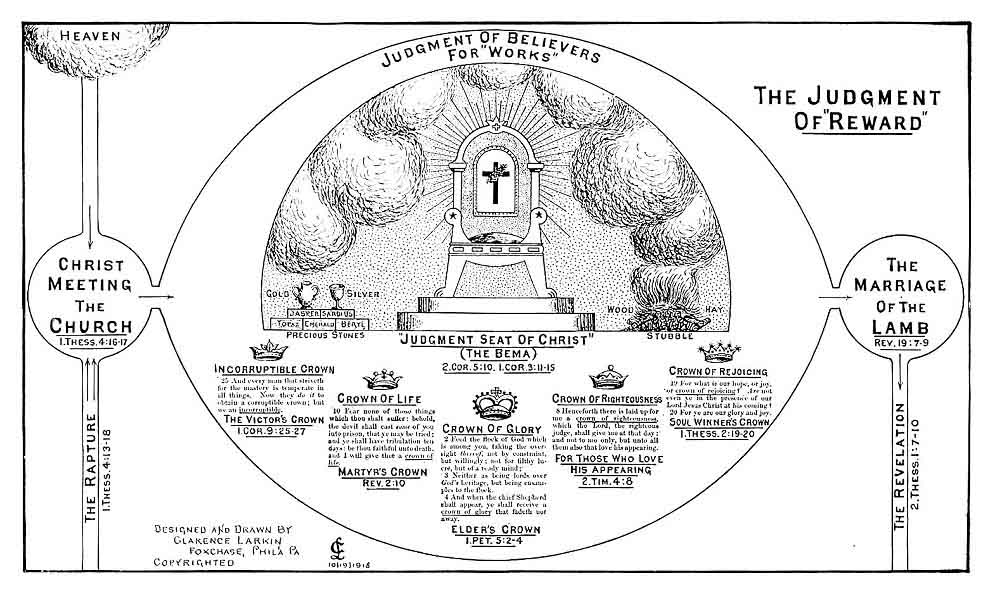 HEAVEN
JUDGMENT OF BELIEVERS
FOR "WORKS"
THE JUDGMENT
OF "REWARD"
CHRIST
MEETING
THE
CHURCH
1.THESS.4:16-17
THE RAPTURE
1.THESS.4:13-18
GOLD
SILVER
JASPER SARDIUS
TOPAZ EMERALD BERYL
PRECIOUS STONES
WOOD
HAY
STUBBLE
"JUDGMENT SEAT OF CHRIST"
(THE BEMA)
2.COR.5:10. 1.COR.3:11-15
INCORRUPTIBLE CROWN
25 And every man that striveth
for the mastery is temperate in
all things. Now they do it to
obtain a corruptible crown; but
we an incorruptible.
THE VICTOR'S CROWN
1.COR.9:25-27
CROWN OF LIFE
10 Fear none of those things
which thou shalt suffer: behold,
the devil shall cast some of you
into prison, that ye may be tried;
and ye shall have tribulation ten
days: be thou faithful unto death,
and I will give thee a crown of
life.
MARTYR'S CROWN
REV. 2:10
CROWN OF GLORY
2 Feed the flock of God which
is among you, taking the over-
sight thereof, not by constraint,
but willingly; not for filthy lu-
cre, but of a ready mind;
3 Neither as being lords over
God's heritage, but being ensam-
ples to the flock.
4 And when the chief Shepherd
shall appear, ye shall receive a
crown of glory that fadeth not
away.
ELDER'S CROWN
1.PET. 5:2-4
CROWN OF RIGHTEOUSNESS
8 Henceforth there is laid up for
me a crown of righteousness,
which the Lord, the righteous
judge, shall give me at that day:
and not to me only, but unto all
them also that love his appearing.
FOR THOSE WHO LOVE
HIS APPEARING
2.TIM.4:8
CROWN OF REJOICING
19 For what is our hope, or joy,
or crown of rejoicing? Are not
even ye in the presence of our
Lord Jesus Christ at his coming?
20 For ye are our glory and joy.
SOUL WINNER'S CROWN
1.THESS.2:19-20
THE
MARRIAGE
OF THE
LAMB
REV.19:7-9
THE REVELATION
2.THESS.1:7-10
DESIGNED AND DRAWN BY
CLARENCE LARKIN
FOXCHASE, PHIL'A PA
COPYRIGHTED